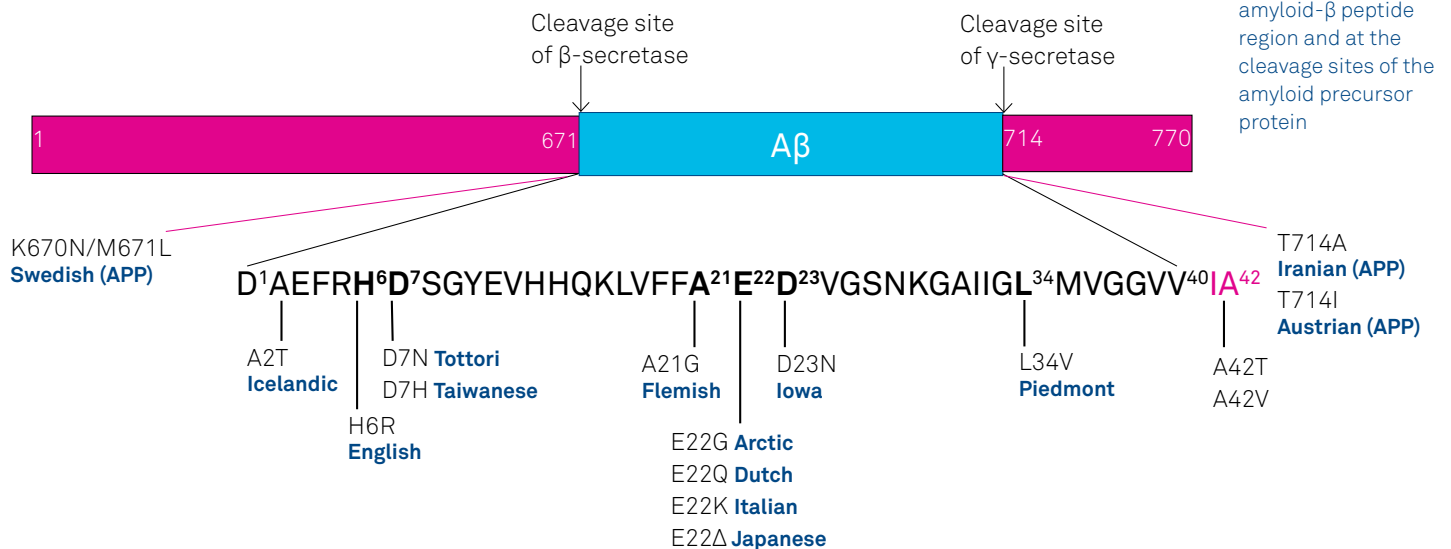 amyloid-β peptide
region and at the
cleavage sites of the
amyloid precursor
protein
Cleavage site
of β-secretase
Cleavage site
of γ-secretase
1
671
Aβ
714
770
K670N/M671L
Swedish (APP)
D¹AEFRH⁶D⁷SGYEVHHQKLVFFA²¹E²²D²³VGSNKGAIIGL³⁴MVGGVV⁴⁰IA⁴²
T714A
Iranian (APP)
T714I
Austrian (APP)
A2T
Icelandic
D7N Tottori
D7H Taiwanese
H6R
English
A21G
Flemish
D23N
Iowa
E22G Arctic
E22Q Dutch
E22K Italian
E22Δ Japanese
L34V
Piedmont
A42T
A42V